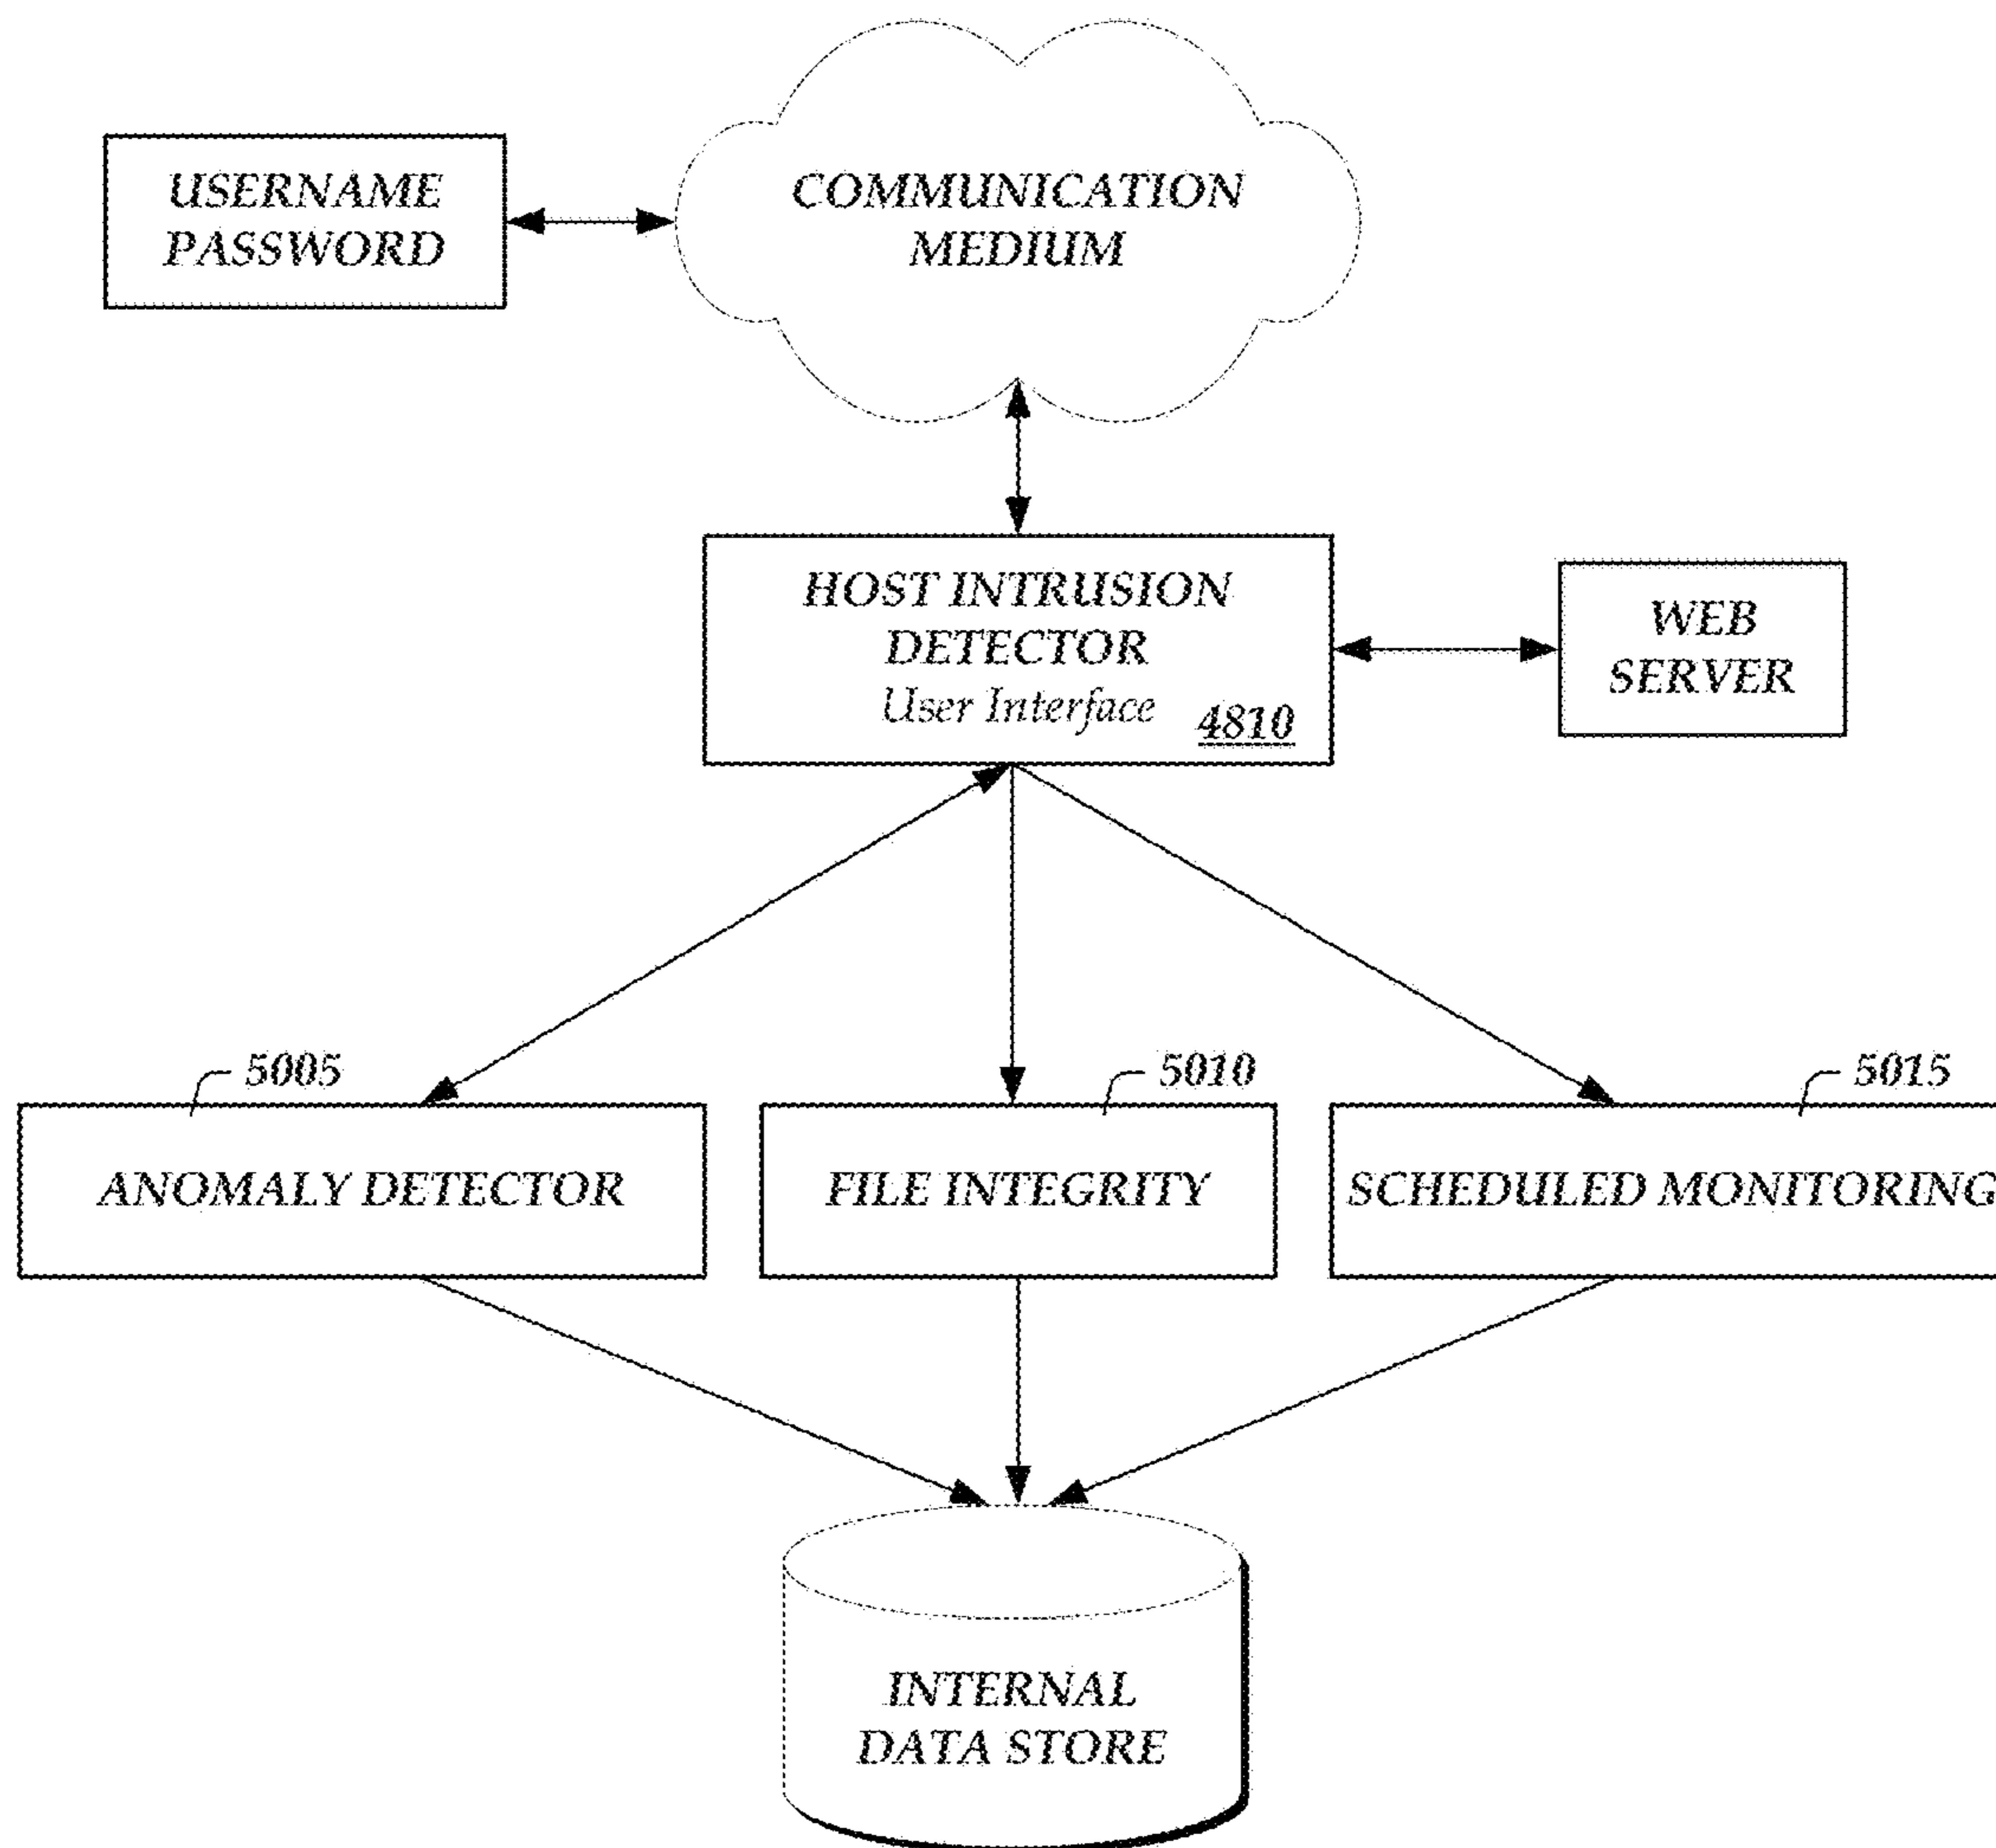 USERNAME
PASSWORD
COMMUNICATION
MEDIUM
HOST INTRUSION
DETECTOR
User Interface
4810
WEB
SERVER
5005
5010
5015
ANOMALY DETECTOR
FILE INTEGRITY
SCHEDULED MONITORING
INTERNAL
DATA STORE